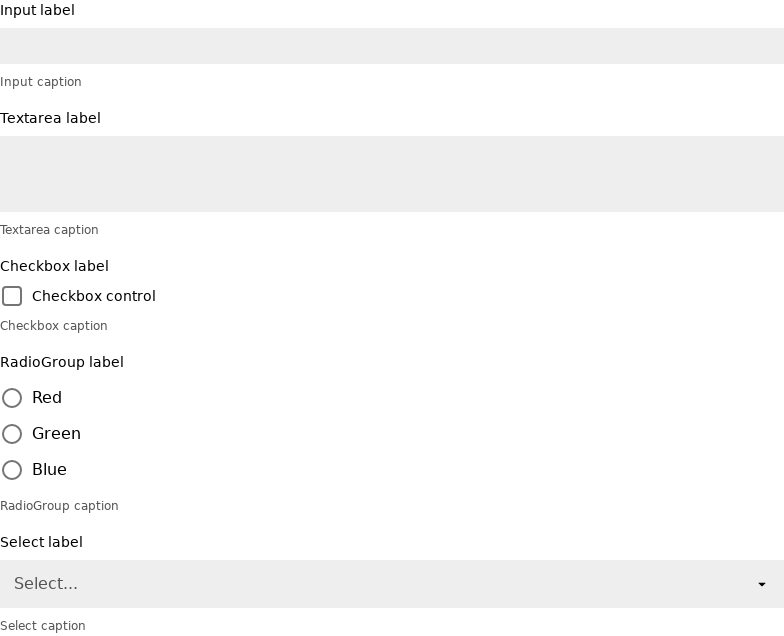 Input label
Input caption
Textarea label
Textarea caption
Checkbox label
Checkbox control
Checkbox caption
RadioGroup label
Red
Green
Blue
RadioGroup caption
Select label
Select...
Select caption